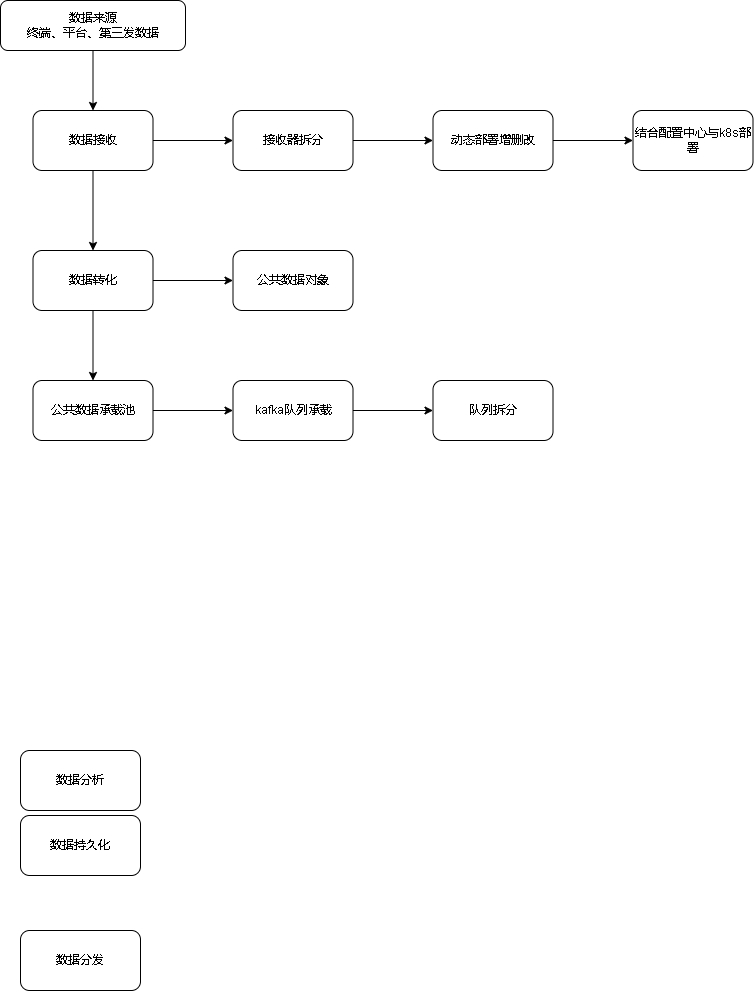 数据来源
终端、平台、第三发数据
数据接收
接收器拆分
动态部署增删改
结合配置中心与k8s部
署
数据转化
公共数据对象
公共数据承载池
kafka队列承载
队列拆分
数据分析
数据持久化
数据分发